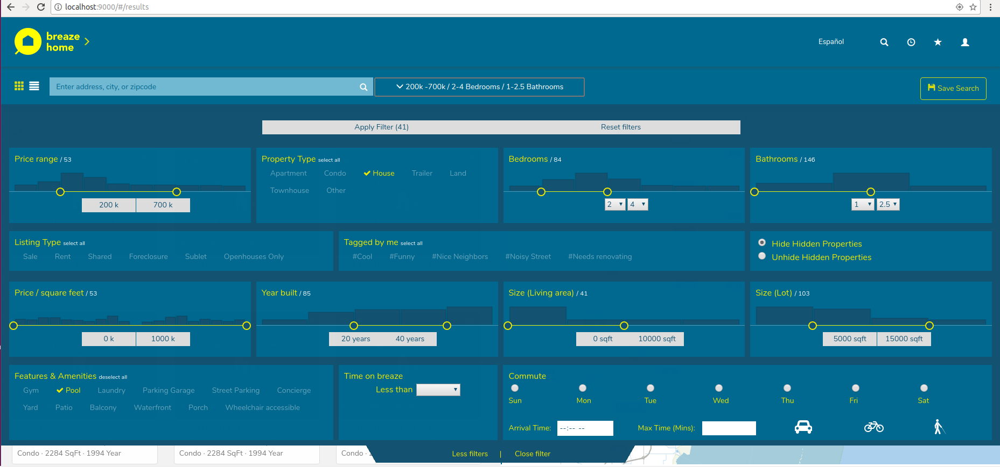 localhost:9000/#/results
breaze
home
Español
Enter address, city, or zipcode
200k -700k / 2-4 Bedrooms / 1-2.5 Bathrooms
Save Search
Apply Filter (41)
Reset filters
Price range / 53
200 k
700 k
Property Type select all
Apartment Condo House Trailer Land
Townhouse Other
Bedrooms / 84
2 4
Bathrooms / 146
1 2.5
Listing Type select all
Sale Rent Shared Foreclosure Sublet Openhouses Only
Tagged by me select all
#Cool #Funny #Nice Neighbors #Noisy Street #Needs renovating
Hide Hidden Properties
Unhide Hidden Properties
Price / square feet / 53
0 k 1000 k
Year built / 85
20 years 40 years
Size (Living area) / 41
0 sqft 10000 sqft
Size (Lot) / 103
5000 sqft 15000 sqft
Features & Amenities deselect all
Gym Pool Laundry Parking Garage Street Parking Concierge
Yard Patio Balcony Waterfront Porch Wheelchair accessible
Time on breaze
Less than
Commute
Sun Mon Tue Wed Thu Fri Sat
Arrival Time: --:-- -- Max Time (Mins):
Condo · 2284 SqFt · 1994 Year
Condo · 2284 SqFt · 1994 Year
Condo ·
Less filters | Close filter